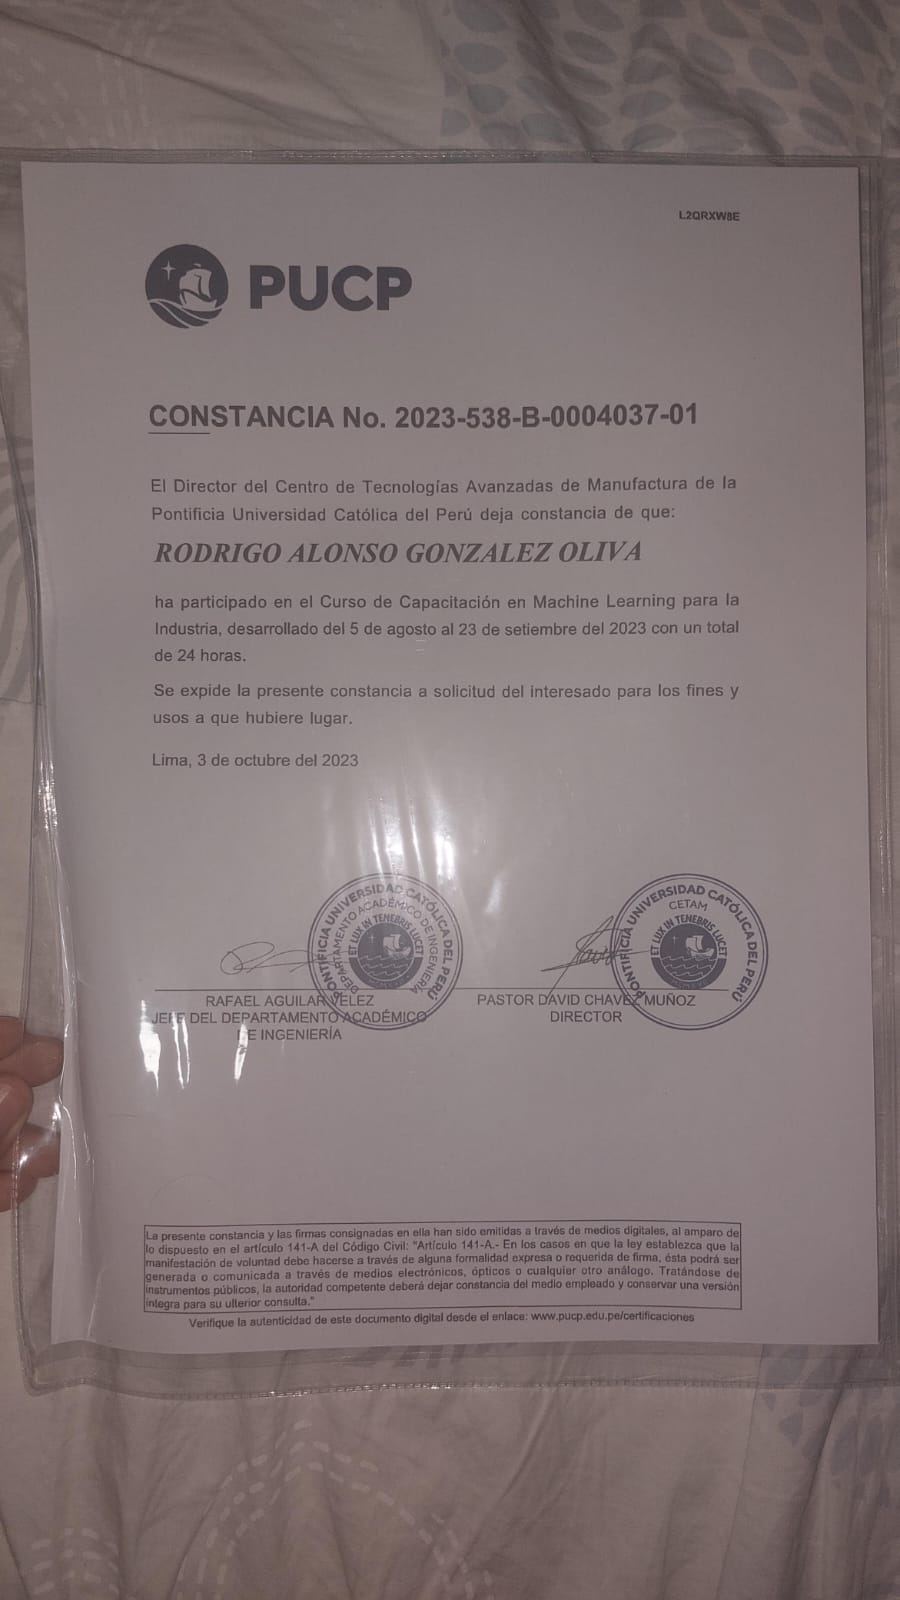 L2QRXW8E
PUCP
CONSTANCIA No. 2023-538-B-0004037-01
El Director del Centro de Tecnologías Avanzadas de Manufactura de la
Pontificia Universidad Católica del Perú deja constancia de que:
RODRIGO ALONSO GONZALEZ OLIVA
ha participado en el Curso de Capacitación en Machine Learning para la
Industria, desarrollado del 5 de agosto al 23 de setiembre del 2023 con un total
de 24 horas.
Se expide la presente constancia a solicitud del interesado para los fines y
usos a que hubiere lugar.
Lima, 3 de octubre del 2023
PONTIFICIA UNIVERSIDAD CATÓLICA DEL PERÚ
DEPARTAMENTO ACADÉMICO DE INGENIERÍA
ET LUX IN TENEBRIS LUCET
RAFAEL AGUILAR VÉLEZ
JEFE DEL DEPARTAMENTO ACADÉMICO
DE INGENIERÍA
PONTIFICIA UNIVERSIDAD CATÓLICA DEL PERÚ
CETAM
ET LUX IN TENEBRIS LUCET
PASTOR DAVID CHAVEZ MUÑOZ
DIRECTOR
La presente constancia y las firmas consignadas en ella han sido emitidas a través de medios digitales, al amparo de
lo dispuesto en el artículo 141-A del Código Civil: "Artículo 141-A.- En los casos en que la ley establezca que la
manifestación de voluntad debe hacerse a través de alguna formalidad expresa o requerida de firma, ésta podrá ser
generada o comunicada a través de medios electrónicos, ópticos o cualquier otro análogo. Tratándose de
instrumentos públicos, la autoridad competente deberá dejar constancia del medio empleado y conservar una versión
íntegra para su ulterior consulta."
Verifique la autenticidad de este documento digital desde el enlace: www.pucp.edu.pe/certificaciones